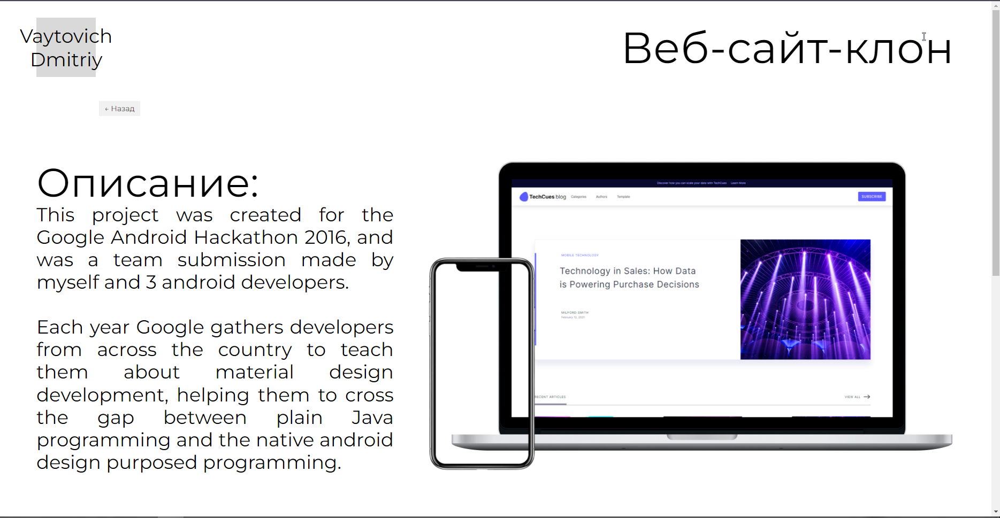 Vaytovich
Dmitriy
Веб-сайт-клон
← Назад
Описание:
This project was created for the
Google Android Hackathon 2016, and
was a team submission made by
myself and 3 android developers.
Each year Google gathers developers
from across the country to teach
them about material design
development, helping them to cross
the gap between plain Java
programming and the native android
design purposed programming.
Discover how you can scale your data with TechCues Learn More
TechCues blog Categories Authors Template SUBSCRIBE
MOBILE TECHNOLOGY
Technology in Sales: How Data
is Powering Purchase Decisions
MILFORD SMITH
February 12, 2021
RECENT ARTICLES VIEW ALL →